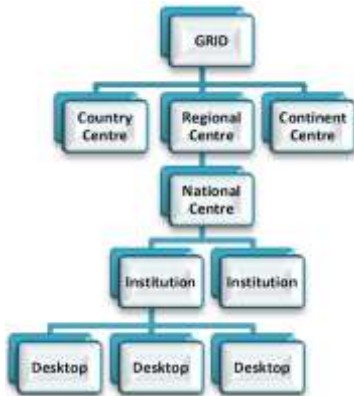 GRID
Country
Centre
Regional
Centre
Continent
Centre
National
Centre
Institution
Institution
Desktop
Desktop
Desktop